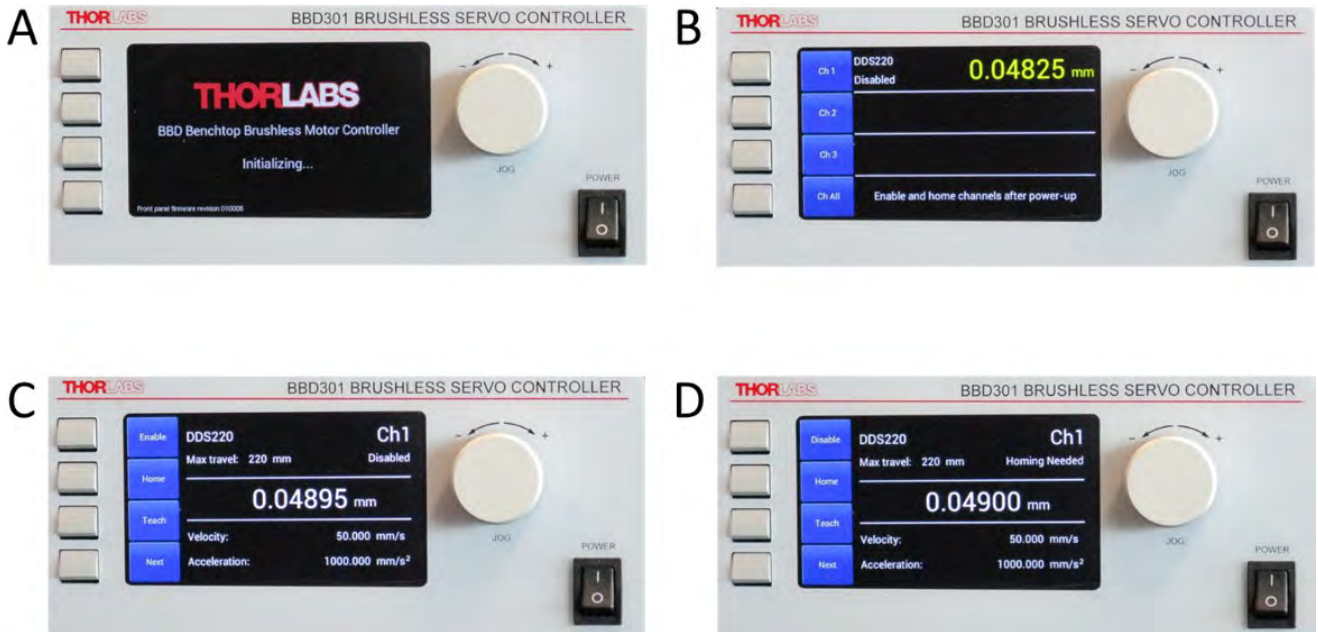 A
THORLABS
BBD301 BRUSHLESS SERVO CONTROLLER
THORLABS
BBD Benchtop Brushless Motor Controller
Initializing...
Front panel firmware revision 010008
- +
JOG
POWER
I
O
B
THORLABS
BBD301 BRUSHLESS SERVO CONTROLLER
Ch 1
DDS220
Disabled
0.04825 mm
Ch 2
Ch 3
Ch All
Enable and home channels after power-up
- +
JOG
POWER
I
O
C
THORLABS
BBD301 BRUSHLESS SERVO CONTROLLER
Enable
DDS220
Ch1
Max travel: 220 mm
Disabled
Home
0.04895 mm
Teach
Velocity: 50.000 mm/s
Next
Acceleration: 1000.000 mm/s²
- +
JOG
POWER
I
O
D
THORLABS
BBD301 BRUSHLESS SERVO CONTROLLER
Disable
DDS220
Ch1
Max travel: 220 mm
Homing Needed
Home
0.04900 mm
Teach
Velocity: 50.000 mm/s
Next
Acceleration: 1000.000 mm/s²
- +
JOG
POWER
I
O